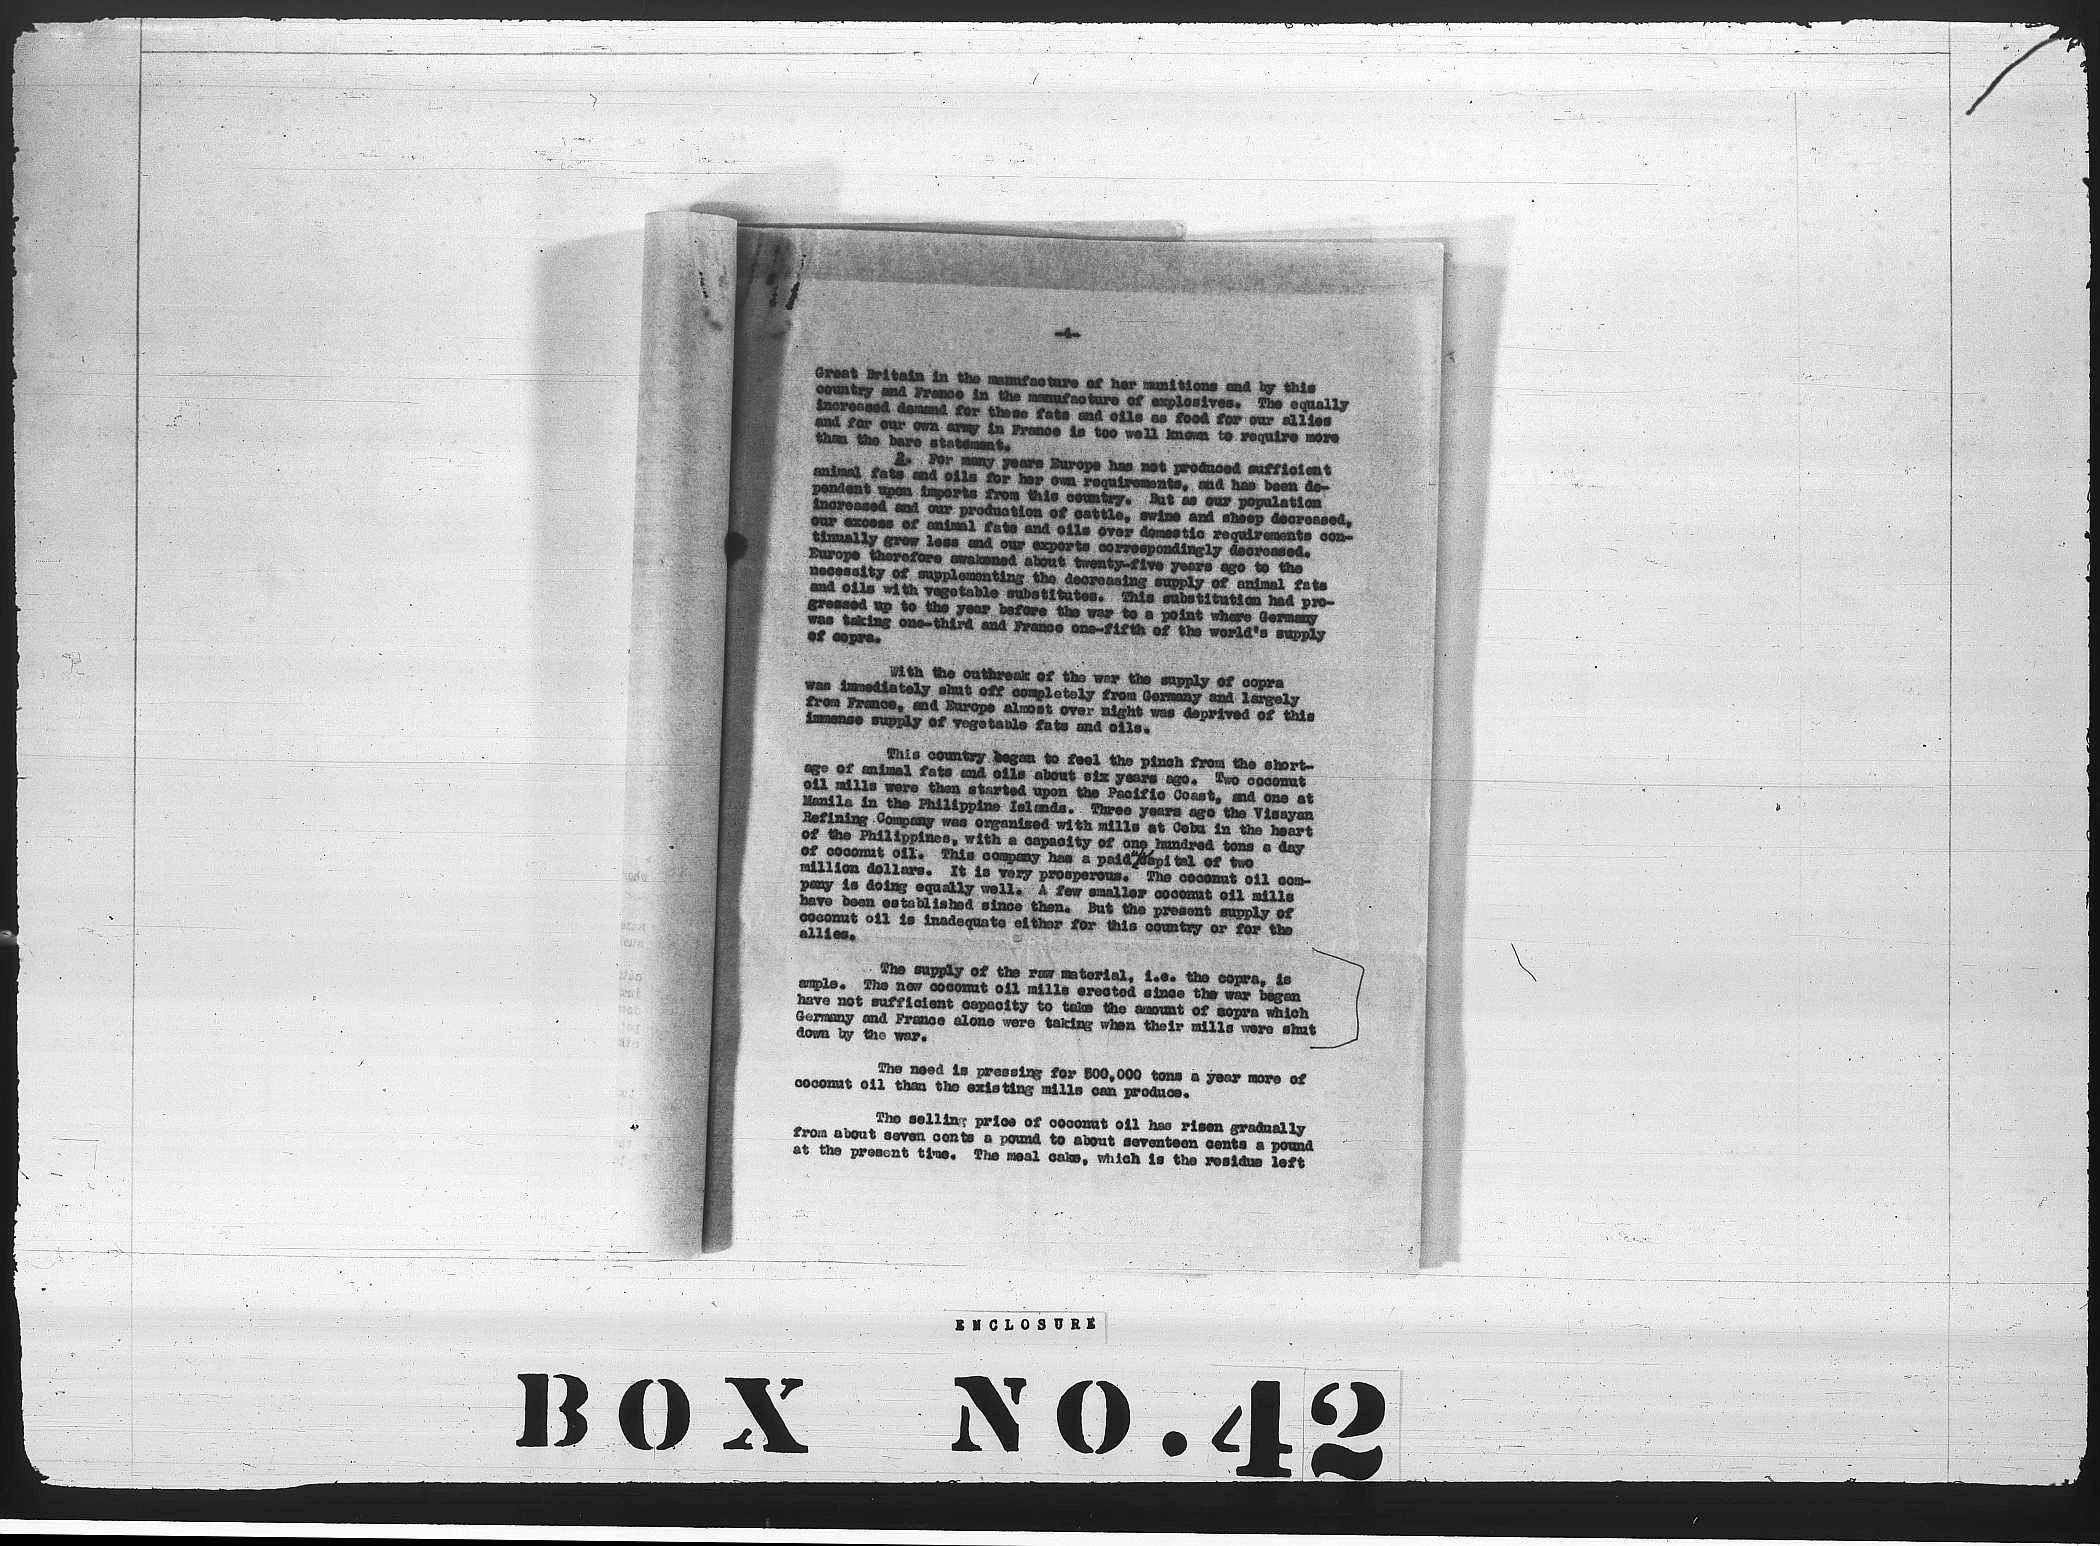 -4-
Great Britain in the manufacture of her munitions and by this
country and France in the manufacture of explosives. The equally
increased demand for these fats and oils as food for our allies
and for our own army in France is too well known to require more
than the bare statement.
2. For many years Europe has not produced sufficient
animal fats and oils for her own requirements, and has been de-
pendent upon imports from this country. But as our population
increased and our production of cattle, swine and sheep decreased,
our excess of animal fats and oils over domestic requirements con-
tinually grew less and our exports correspondingly decreased.
Europe therefore awakened about twenty-five years ago to the
necessity of supplementing the decreasing supply of animal fats
and oils with vegetable substitutes. This substitution had pro-
gressed up to the year before the war to a point where Germany
was taking one-third and France one-fifth of the world's supply
of copra.
With the outbreak of the war the supply of copra
was immediately shut off completely from Germany and largely
from France, and Europe almost over night was deprived of this
immense supply of vegetable fats and oils.
This country began to feel the pinch from the short-
age of animal fats and oils about six years ago. Two coconut
oil mills were then started upon the Pacific Coast, and one at
Manila in the Philippine Islands. Three years ago the Visayan
Refining Company was organized with mills at Cebu in the heart
of the Philippines, with a capacity of one hundred tons a day
of coconut oil. This company has a paid capital of two
million dollars. It is very prosperous. The coconut oil com-
pany is doing equally well. A few smaller coconut oil mills
have been established since then. But the present supply of
coconut oil is inadequate either for this country or for the
allies.
The supply of the raw material, i.e. the copra, is
ample. The new coconut oil mills erected since the war began
have not sufficient capacity to take the amount of copra which
Germany and France alone were taking when their mills were shut
down by the war.
The need is pressing for 500,000 tons a year more of
coconut oil than the existing mills can produce.
The selling price of coconut oil has risen gradually
from about seven cents a pound to about seventeen cents a pound
at the present time. The meal cake, which is the residue left
ENCLOSURE
BOX NO.42